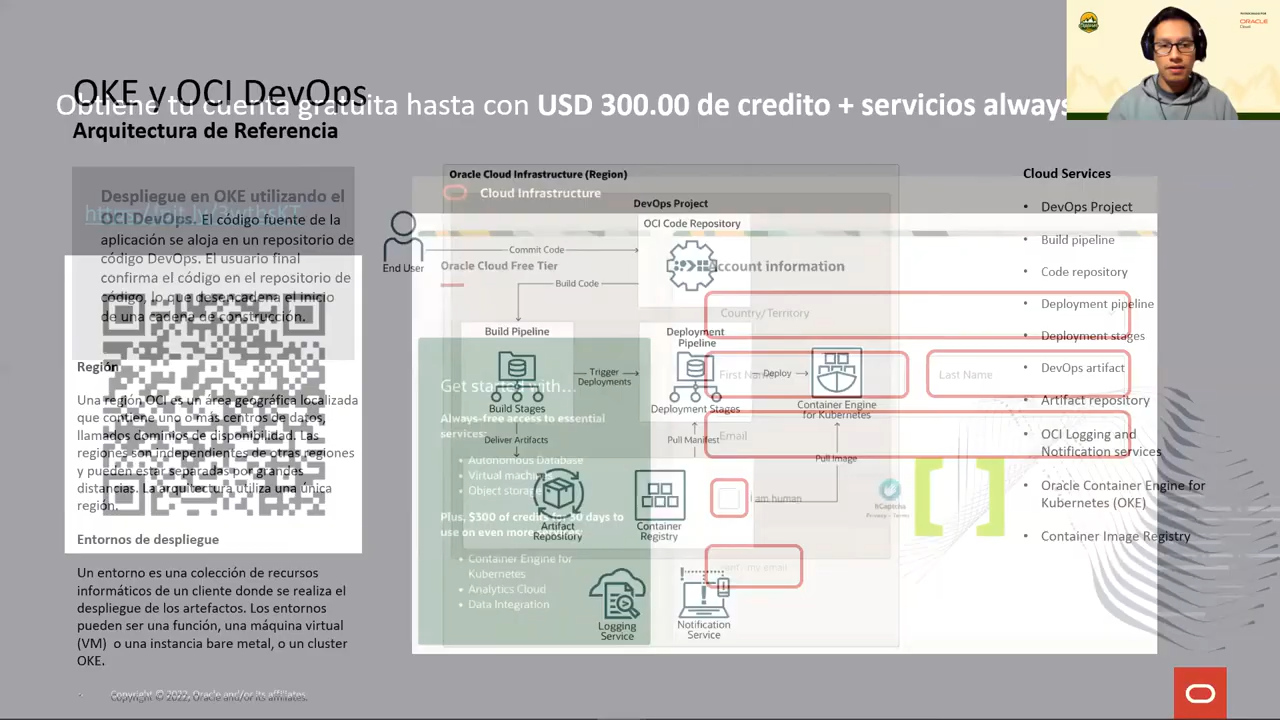 OKE y OCI DevOps
Obtiene tu cuenta gratuita hasta con USD 300.00 de credito + servicios always
Arquitectura de Referencia
Despliegue en OKE utilizando el
OCI DevOps. El código fuente de la
aplicación se aloja en un repositorio de
código DevOps. El usuario final
confirma el código en el repositorio de
código, lo que desencadena el inicio
de una cadena de construcción.
Región
Una región OCI es un área geográfica localizada
que contiene uno o más centros de datos,
llamados dominios de disponibilidad. Las
regiones son independientes de otras regiones
y pueden estar separadas por grandes
distancias. La arquitectura utiliza una única
región.
Entornos de despliegue
Un entorno es una colección de recursos
informáticos de un cliente donde se realiza el
despliegue de los artefactos. Los entornos
pueden ser una función, una máquina virtual
(VM) o una instancia bare metal, o un cluster
OKE.
Oracle Cloud Infrastructure (Region)
Cloud Infrastructure
DevOps Project
OCI Code Repository
End User
Commit Code
Build Code
Oracle Cloud Free Tier
Account information
Country/Territory
Build Pipeline
Deployment
Pipeline
First Name
Last Name
Trigger
Deployments
Deploy
Get started with...
Build Stages
Deployment Stages
Container Engine
for Kubernetes
Always-free access to essential
services:
Email
Deliver Artifacts
Pull Manifest
Pull Image
• Autonomous Database
• Virtual machine
• Object storage
I am human
hCaptcha
Artifact
Repository
Container
Registry
• Container Engine for
Kubernetes
• Analytics Cloud
• Data Integration
Logging
Service
Notification
Service
Cloud Services
• DevOps Project
• Build pipeline
• Code repository
• Deployment pipeline
• Deployment stages
• DevOps artifact
• Artifact repository
• OCI Logging and
Notification services
• Oracle Container Engine for
Kubernetes (OKE)
• Container Image Registry
Copyright © 2022, Oracle and/or its affiliates.
ORACLE
Cloud